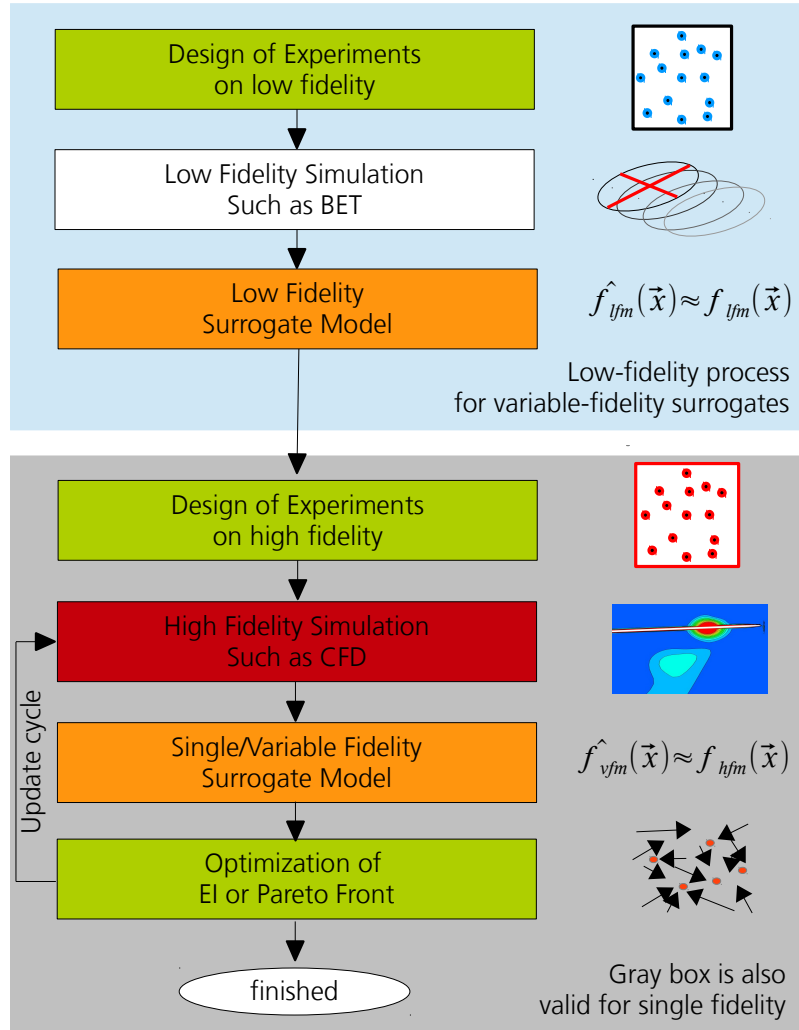 Design of Experiments
on low fidelity
Low Fidelity Simulation
Such as BET
Low Fidelity
Surrogate Model
f̂_lfm(x⃗)≈ f_lfm(x⃗)
Low-fidelity process
for variable-fidelity surrogates
Design of Experiments
on high fidelity
High Fidelity Simulation
Such as CFD
Update cycle
Single/Variable Fidelity
Surrogate Model
f̂_vfm(x⃗)≈ f_hfm(x⃗)
Optimization of
EI or Pareto Front
finished
Gray box is also
valid for single fidelity